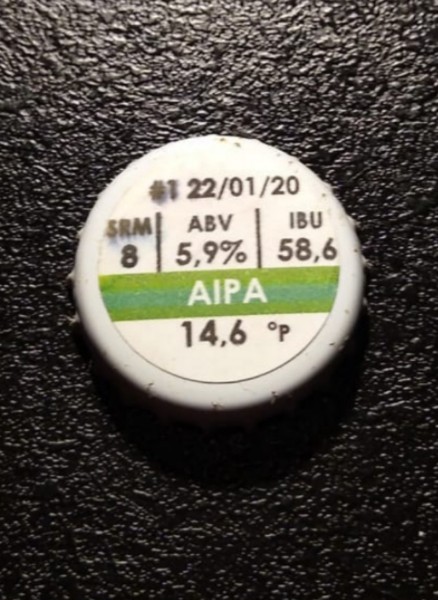 #1 22/01/20
SRM ABV IBU
8 5,9% 58,6
AIPA
14,6 °P